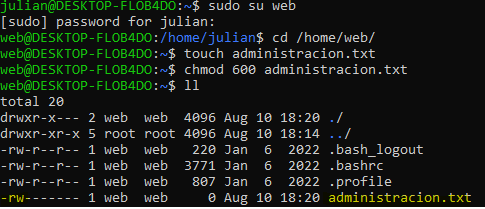 julian@DESKTOP-FLOB4DO:~$ sudo su web
[sudo] password for julian:
web@DESKTOP-FLOB4DO:/home/julian$ cd /home/web/
web@DESKTOP-FLOB4DO:~$ touch administracion.txt
web@DESKTOP-FLOB4DO:~$ chmod 600 administracion.txt
web@DESKTOP-FLOB4DO:~$ ll
total 20
drwxr-x--- 2 web  web  4096 Aug 10 18:20 ./
drwxr-xr-x 5 root root 4096 Aug 10 18:14 ../
-rw-r--r-- 1 web  web   220 Jan  6  2022 .bash_logout
-rw-r--r-- 1 web  web  3771 Jan  6  2022 .bashrc
-rw-r--r-- 1 web  web   807 Jan  6  2022 .profile
-rw------- 1 web  web     0 Aug 10 18:20 administracion.txt